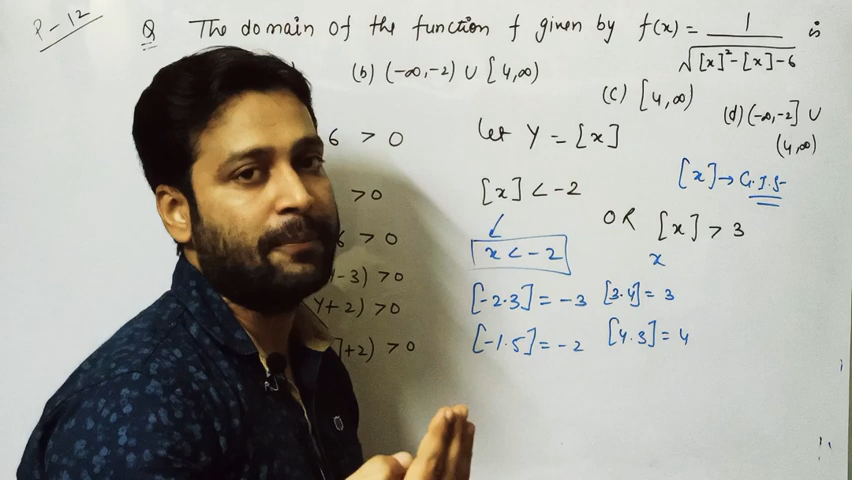 P-12
Q The domain of the function f given by f(x) = 1/√([x]²-[x]-6) is
(b) (-∞,-2) ∪ [4,∞)
(c) [4,∞)
(d) (-∞,-2] ∪ (4,∞)
6 > 0
> 0
6 > 0
-3) > 0
Y+2) > 0
]+2) > 0
let Y = [x]
[x] → G.I.F
[x] < -2
OR [x] > 3
x < -2
x
[-2.3] = -3 [3.4] = 3
[-1.5] = -2 [4.3] = 4